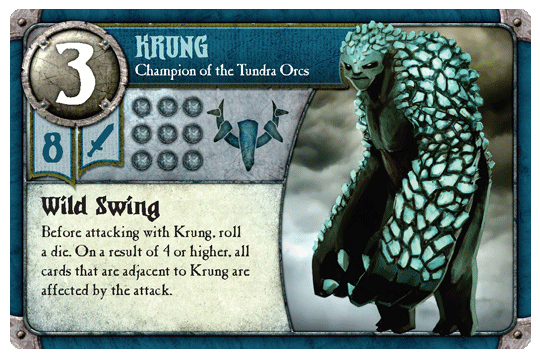 3
KRUNG
Champion of the Tundra Orcs
8
Wild Swing
Before attacking with Krung, roll
a die. On a result of 4 or higher, all
cards that are adjacent to Krung are
affected by the attack.